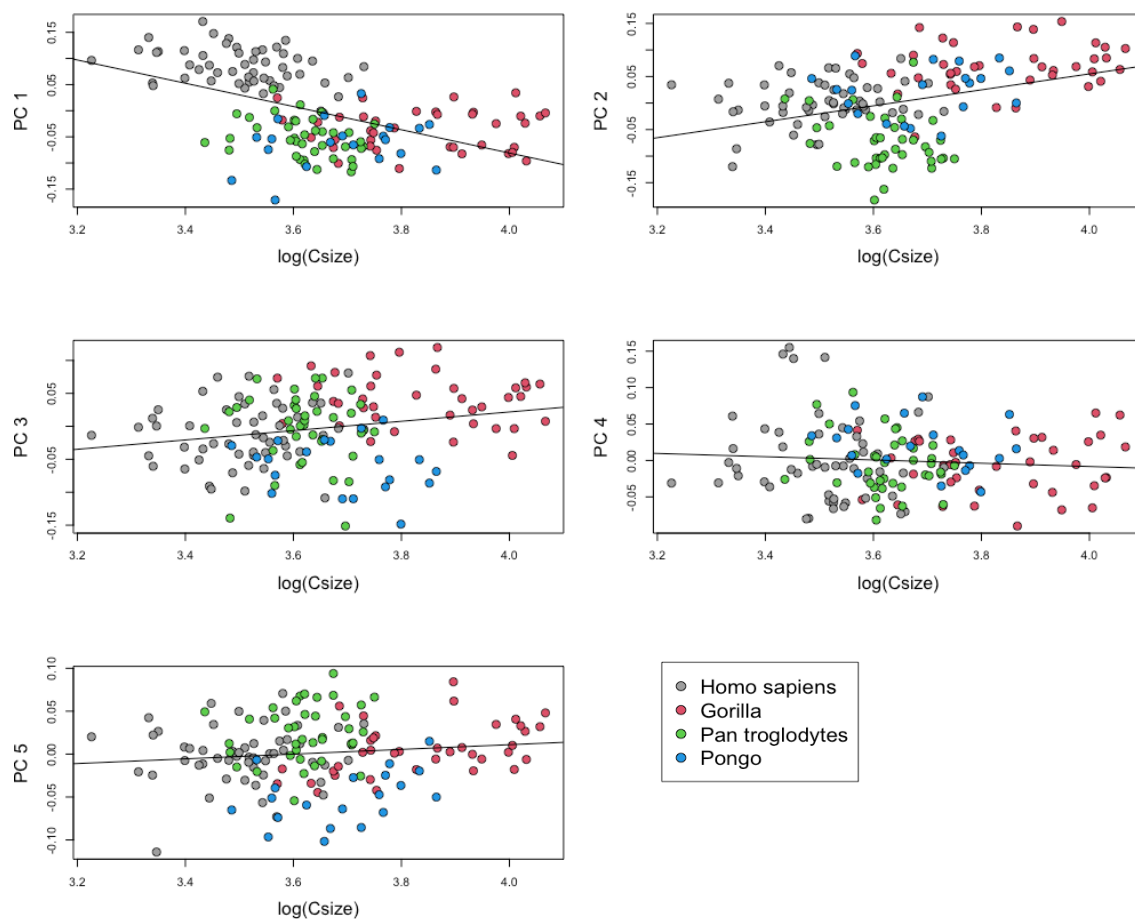 PC 1
0.15
0.05
-0.05
-0.15
3.2 3.4 3.6 3.8 4.0
log(Csize)
PC 2
0.15
0.05
-0.05
-0.15
3.2 3.4 3.6 3.8 4.0
log(Csize)
PC 3
0.05
-0.05
-0.15
3.2 3.4 3.6 3.8 4.0
log(Csize)
PC 4
0.15
0.10
0.05
0.00
-0.05
3.2 3.4 3.6 3.8 4.0
log(Csize)
PC 5
0.10
0.05
0.00
-0.05
-0.10
3.2 3.4 3.6 3.8 4.0
log(Csize)
Homo sapiens
Gorilla
Pan troglodytes
Pongo